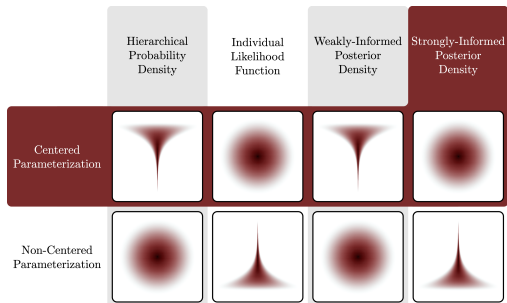 Hierarchical
Probability
Density
Individual
Likelihood
Function
Weakly-Informed
Posterior
Density
Strongly-Informed
Posterior
Density
Centered
Parameterization
Non-Centered
Parameterization